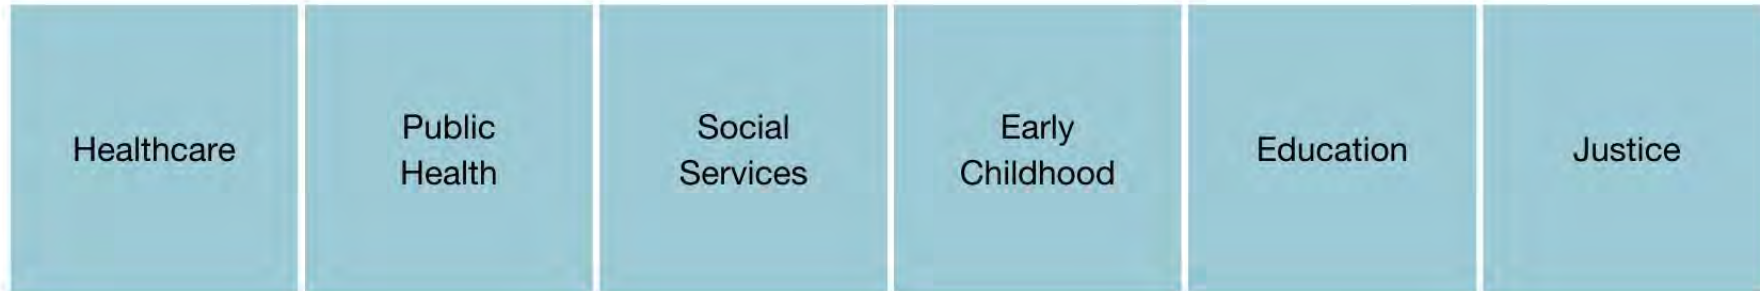 Healthcare
Public
Health
Social
Services
Early
Childhood
Education
Justice